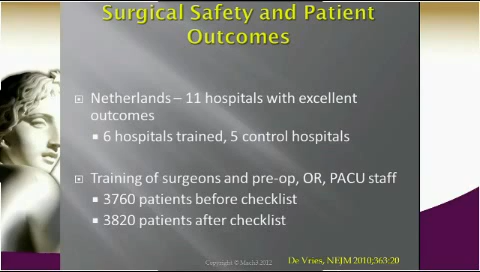 Surgical Safety and Patient
Outcomes
Netherlands – 11 hospitals with excellent
outcomes
6 hospitals trained, 5 control hospitals
Training of surgeons and pre-op, OR, PACU staff
3760 patients before checklist
3820 patients after checklist
Copyright © Mach3 2012
De Vries, NEJM 2010;363:20